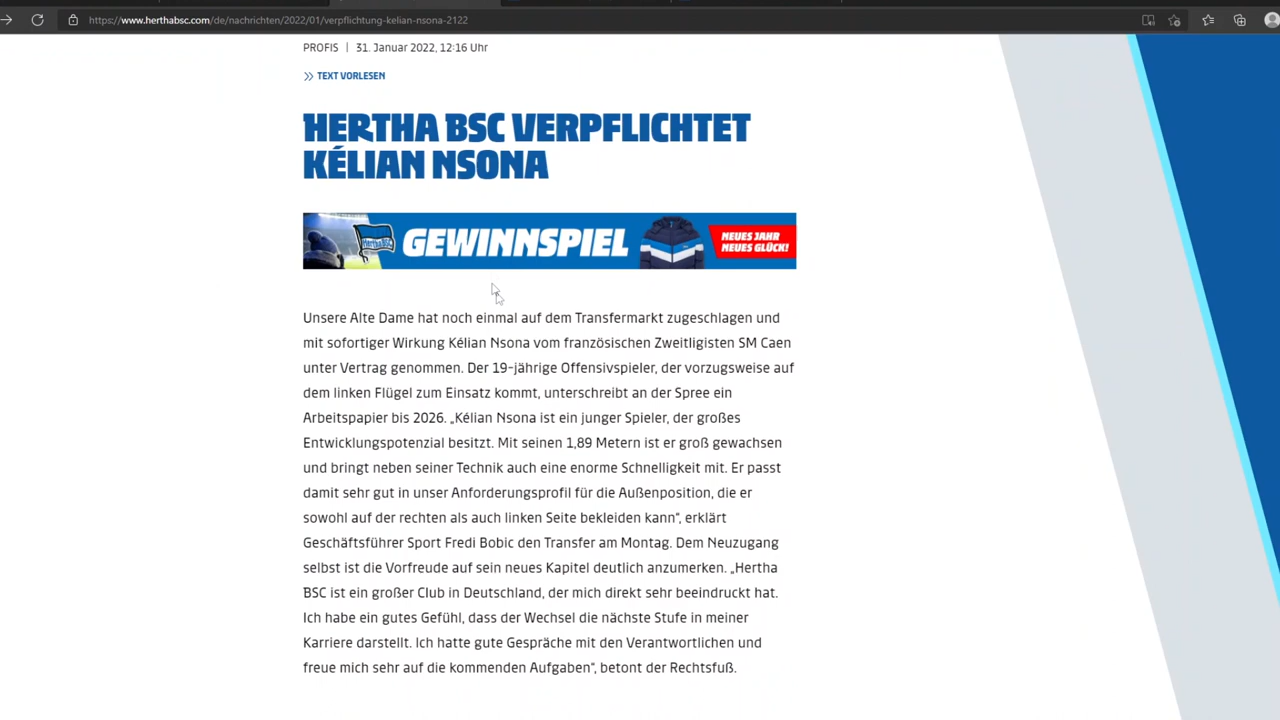 https://www.herthabsc.com/de/nachrichten/2022/01/verpflichtung-kelian-nsona-2122
PROFIS | 31. Januar 2022, 12:16 Uhr
TEXT VORLESEN
HERTHA BSC VERPFLICHTET
KÉLIAN NSONA
Hertha BSC
GEWINNSPIEL
NEUES JAHR
NEUES GLÜCK!
Unsere Alte Dame hat noch einmal auf dem Transfermarkt zugeschlagen und
mit sofortiger Wirkung Kélian Nsona vom französischen Zweitligisten SM Caen
unter Vertrag genommen. Der 19-jährige Offensivspieler, der vorzugsweise auf
dem linken Flügel zum Einsatz kommt, unterschreibt an der Spree ein
Arbeitspapier bis 2026. „Kélian Nsona ist ein junger Spieler, der großes
Entwicklungspotenzial besitzt. Mit seinen 1,89 Metern ist er groß gewachsen
und bringt neben seiner Technik auch eine enorme Schnelligkeit mit. Er passt
damit sehr gut in unser Anforderungsprofil für die Außenposition, die er
sowohl auf der rechten als auch linken Seite bekleiden kann“, erklärt
Geschäftsführer Sport Fredi Bobic den Transfer am Montag. Dem Neuzugang
selbst ist die Vorfreude auf sein neues Kapitel deutlich anzumerken. „Hertha
BSC ist ein großer Club in Deutschland, der mich direkt sehr beeindruckt hat.
Ich habe ein gutes Gefühl, dass der Wechsel die nächste Stufe in meiner
Karriere darstellt. Ich hatte gute Gespräche mit den Verantwortlichen und
freue mich sehr auf die kommenden Aufgaben“, betont der Rechtsfuß.